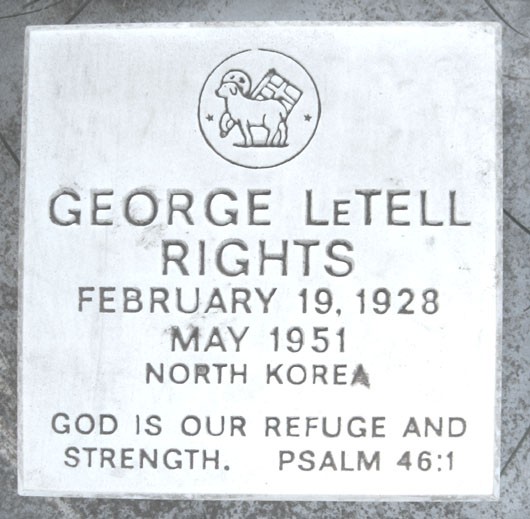 GEORGE LeTELL
RIGHTS
FEBRUARY 19, 1928
MAY 1951
NORTH KOREA
GOD IS OUR REFUGE AND
STRENGTH. PSALM 46:1